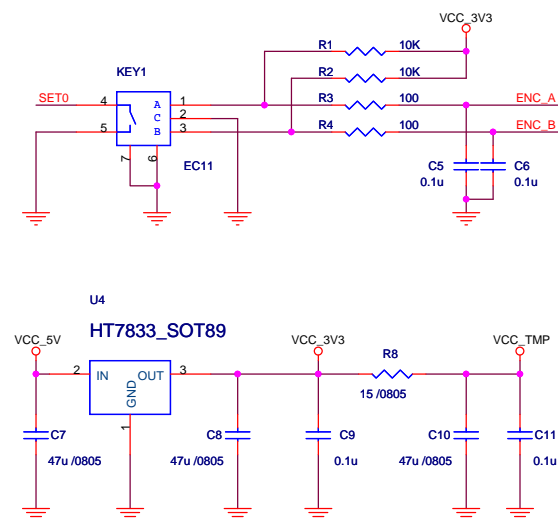 VCC_3V3
R1 10K
R2 10K
KEY1
SET0 4 A 1 R3 100 ENC_A
C 2
5 B 3 R4 100 ENC_B
7 6 EC11
C5 C6
0.1u 0.1u
U4
HT7833_SOT89
VCC_5V VCC_3V3 VCC_TMP
R8
2 IN OUT 3
15 /0805
GND
1
C7 C8 C9 C10 C11
47u /0805 47u /0805 0.1u 47u /0805 0.1u